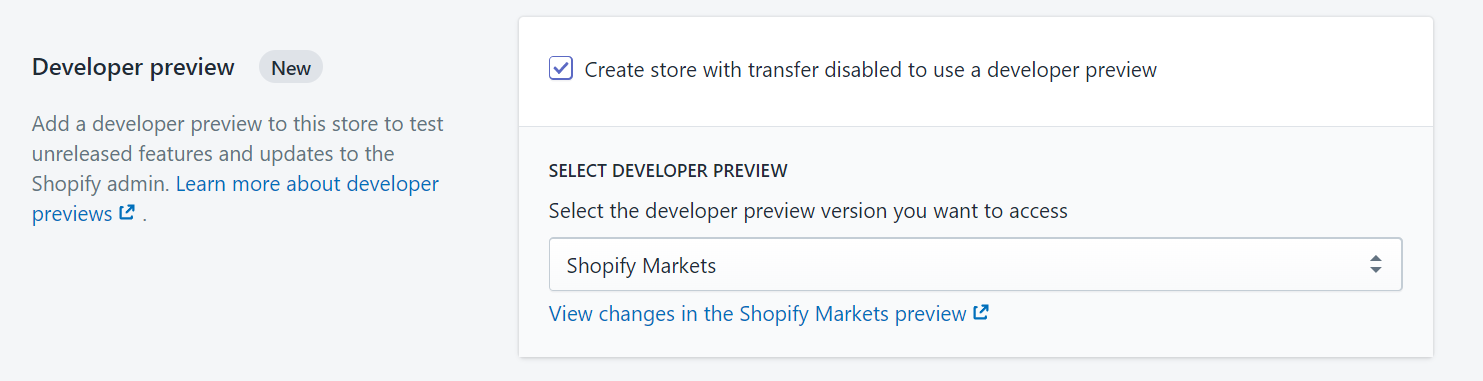 Developer preview New
Add a developer preview to this store to test
unreleased features and updates to the
Shopify admin. Learn more about developer
previews .
Create store with transfer disabled to use a developer preview
SELECT DEVELOPER PREVIEW
Select the developer preview version you want to access
Shopify Markets
View changes in the Shopify Markets preview